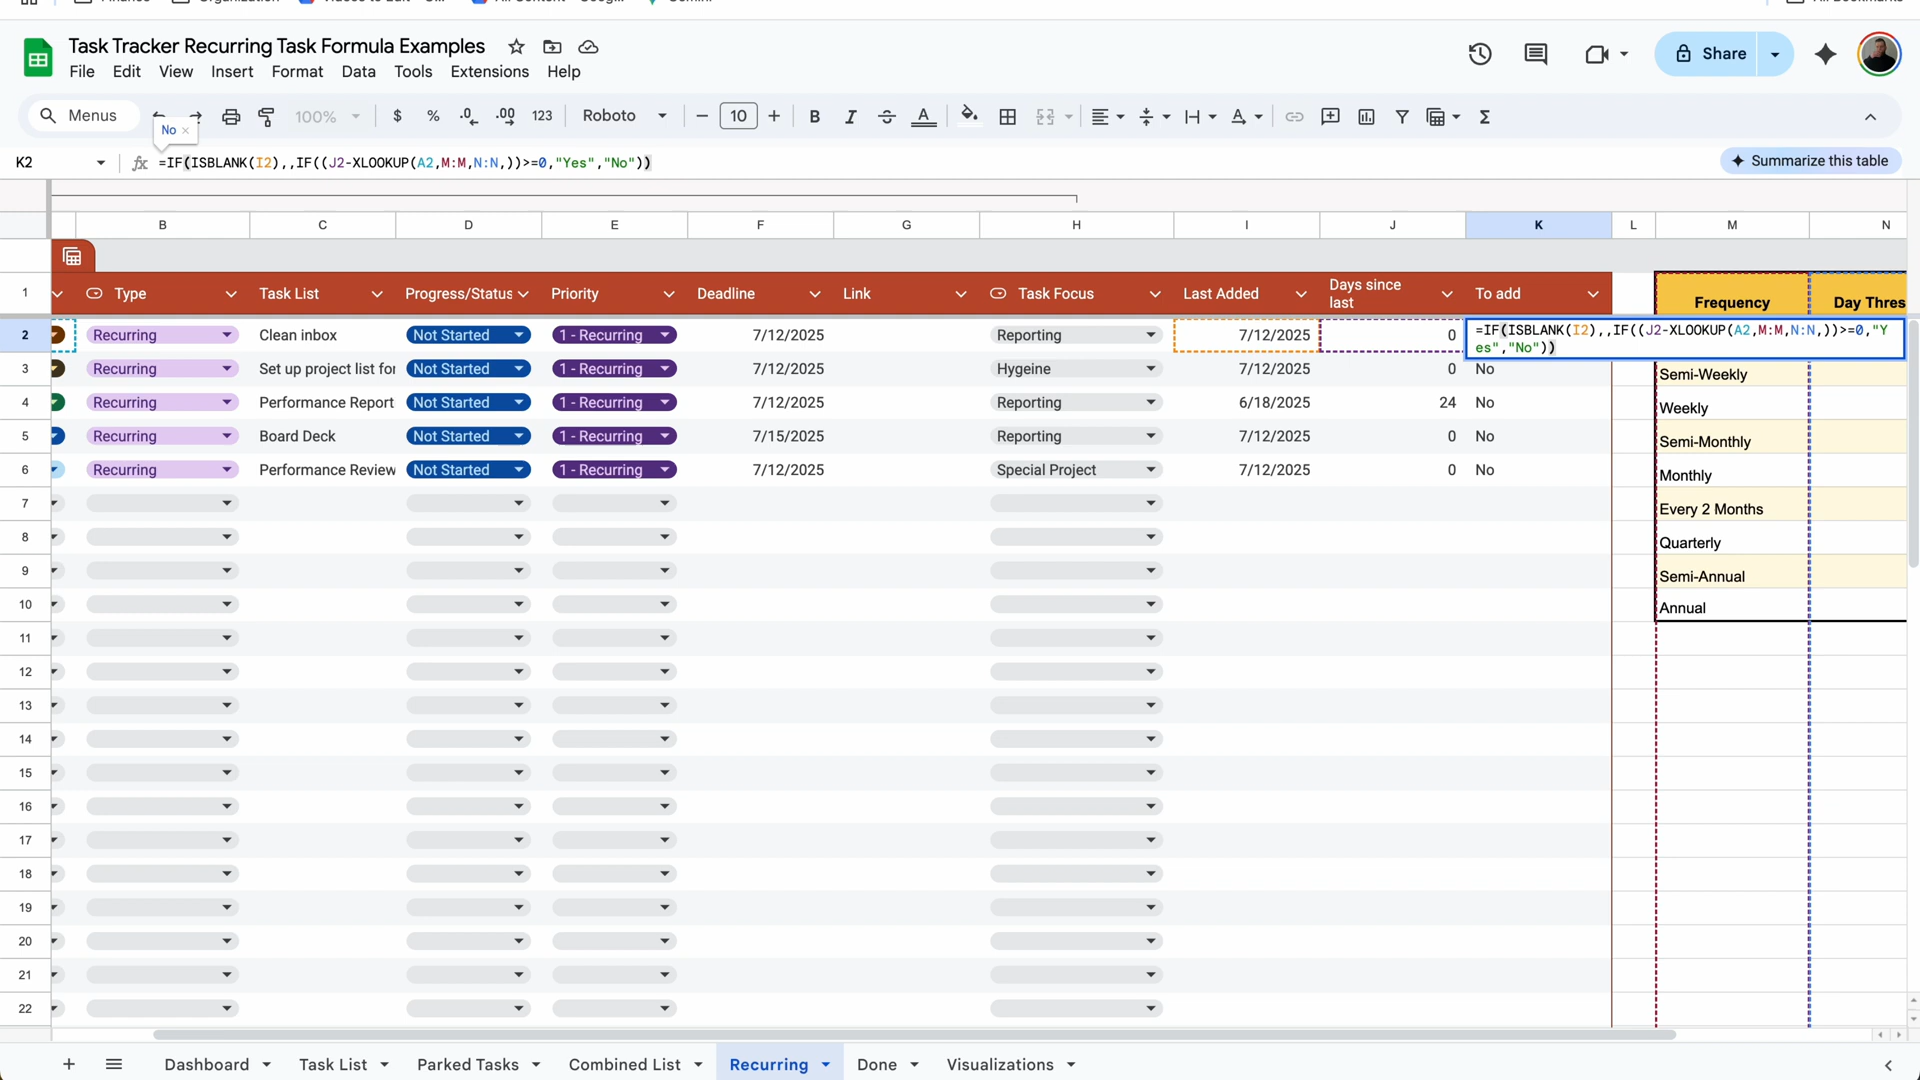 Task Tracker Recurring Task Formula Examples
File Edit View Insert Format Data Tools Extensions Help
Share
Menus 100% $ % .0 .00 123 Roboto 10 B I A
No ×
K2 fx =IF(ISBLANK(I2),,IF((J2-XLOOKUP(A2,M:M,N:N,))>=0,"Yes","No"))
Summarize this table
B C D E F G H I J K L M N
1 Type Task List Progress/Status Priority Deadline Link Task Focus Last Added Days since last To add Frequency Day Thres
2 Recurring Clean inbox Not Started 1 - Recurring 7/12/2025 Reporting 7/12/2025 0 =IF(ISBLANK(I2),,IF((J2-XLOOKUP(A2,M:M,N:N,))>=0,"Y
es","No"))
3 Recurring Set up project list for Not Started 1 - Recurring 7/12/2025 Hygeine 7/12/2025 0 No Semi-Weekly
4 Recurring Performance Report Not Started 1 - Recurring 7/12/2025 Reporting 6/18/2025 24 No Weekly
5 Recurring Board Deck Not Started 1 - Recurring 7/15/2025 Reporting 7/12/2025 0 No Semi-Monthly
6 Recurring Performance Review Not Started 1 - Recurring 7/12/2025 Special Project 7/12/2025 0 No Monthly
7 Every 2 Months
8 Quarterly
9 Semi-Annual
10 Annual
11
12
13
14
15
16
17
18
19
20
21
22
Dashboard Task List Parked Tasks Combined List Recurring Done Visualizations